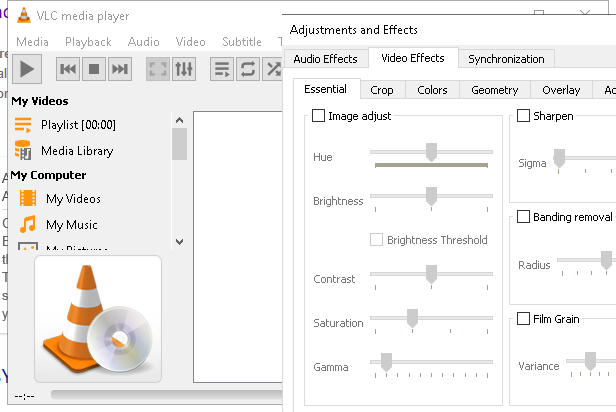 VLC media player
Media Playback Audio Video Subtitle
My Videos
Playlist [00:00]
Media Library
My Computer
My Videos
My Music
My Pictures
--:--
Adjustments and Effects
Audio Effects Video Effects Synchronization
Essential Crop Colors Geometry Overlay
Image adjust
Hue
Brightness
Brightness Threshold
Contrast
Saturation
Gamma
Sharpen
Sigma
Banding removal
Radius
Film Grain
Variance